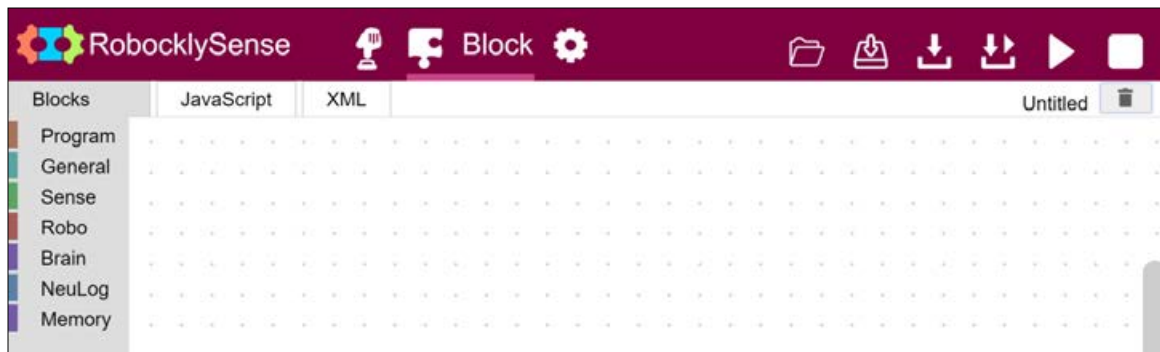 RobocklySense Block
Blocks JavaScript XML Untitled
Program
General
Sense
Robo
Brain
NeuLog
Memory